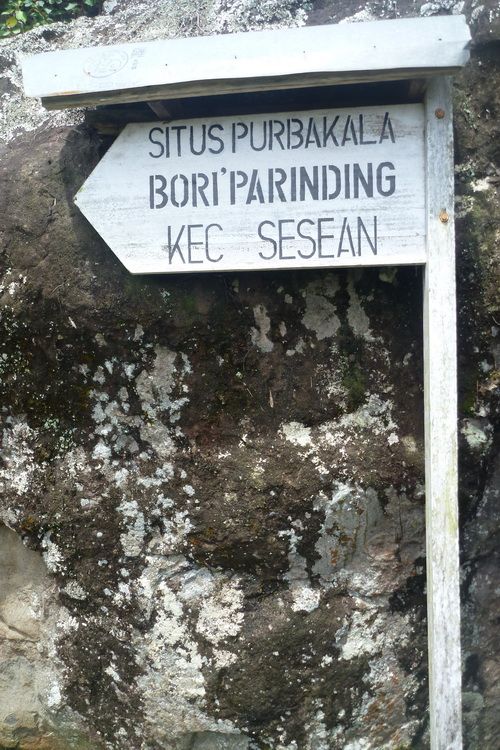 SITUS PURBAKALA
BORI'PARINDING
KEC SESEAN